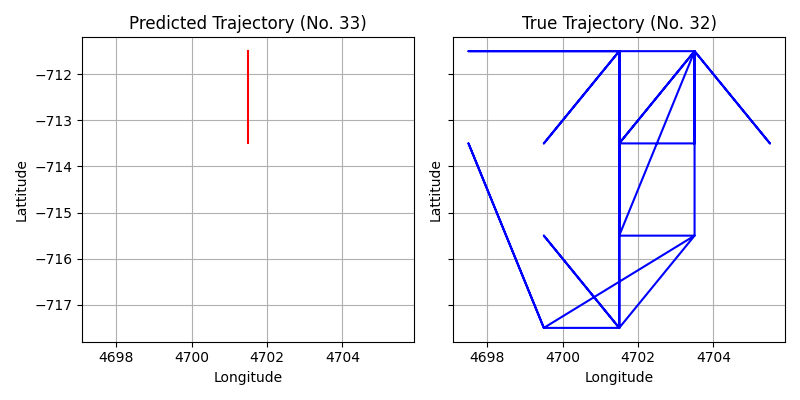 Predicted Trajectory (No. 33)
True Trajectory (No. 32)
Lattitude
−712
−713
−714
−715
−716
−717
4698
4700
4702
4704
Longitude
Lattitude
4698
4700
4702
4704
Longitude